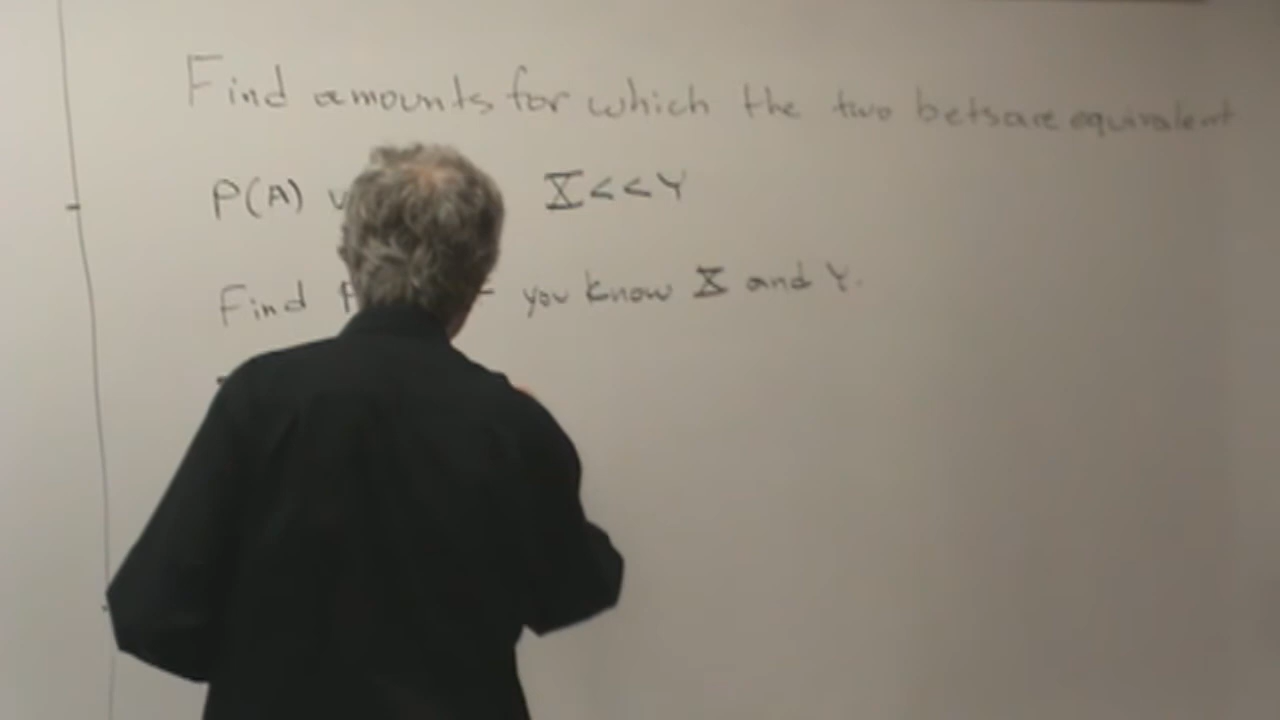 Find amounts for which the two bets are equivalent
P(A) X<<Y
Find you know X and Y.